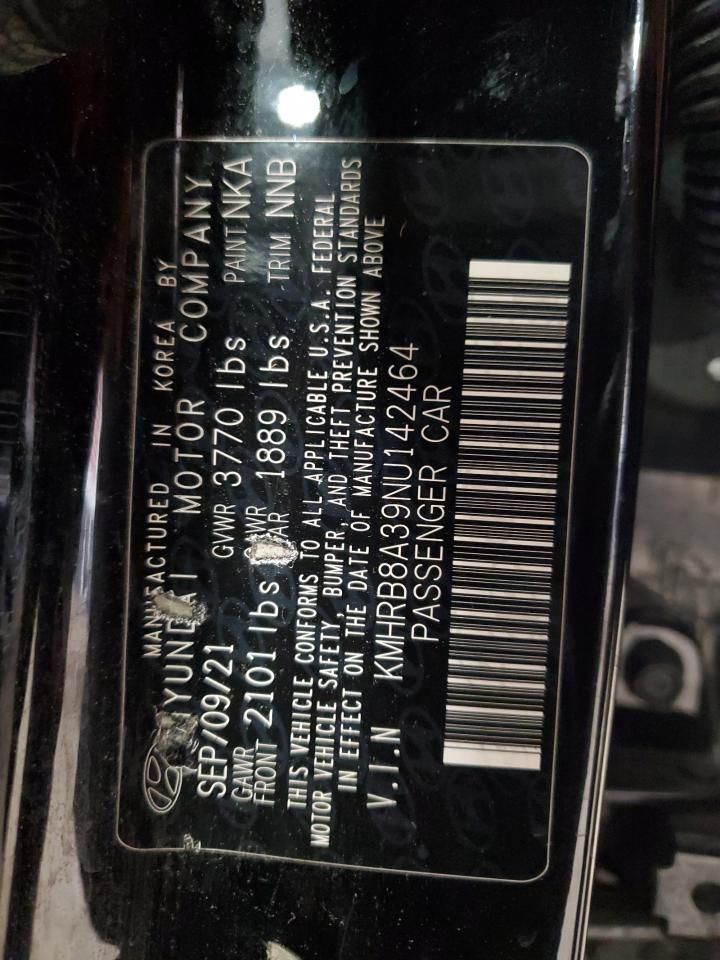 MANUFACTURED IN KOREA BY
HYUNDAI MOTOR COMPANY
SEP/09/21 GVWR 3770 lbs PAINT NKA
GAWR FRONT 2101 lbs GAWR REAR 1889 lbs TRIM NNB
THIS VEHICLE CONFORMS TO ALL APPLICABLE U.S.A. FEDERAL
MOTOR VEHICLE SAFETY, BUMPER, AND THEFT PREVENTION STANDARDS
IN EFFECT ON THE DATE OF MANUFACTURE SHOWN ABOVE
V.I.N KMHRB8A39NU142464
PASSENGER CAR